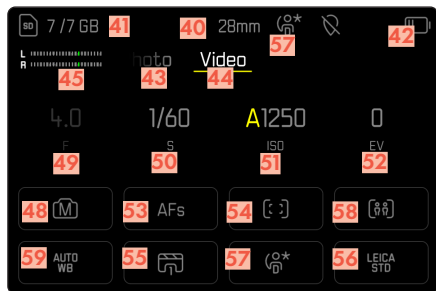 SD 7 / 7 GB 41 40 28mm 57 42
L
R
45 hoto 43 Video 44
4.0 1/60 A1250 0
F S ISO EV
49 50 51 52
48 M 53 AFs 54 58
59 AUTO WB 55 57 56 LEICA STD